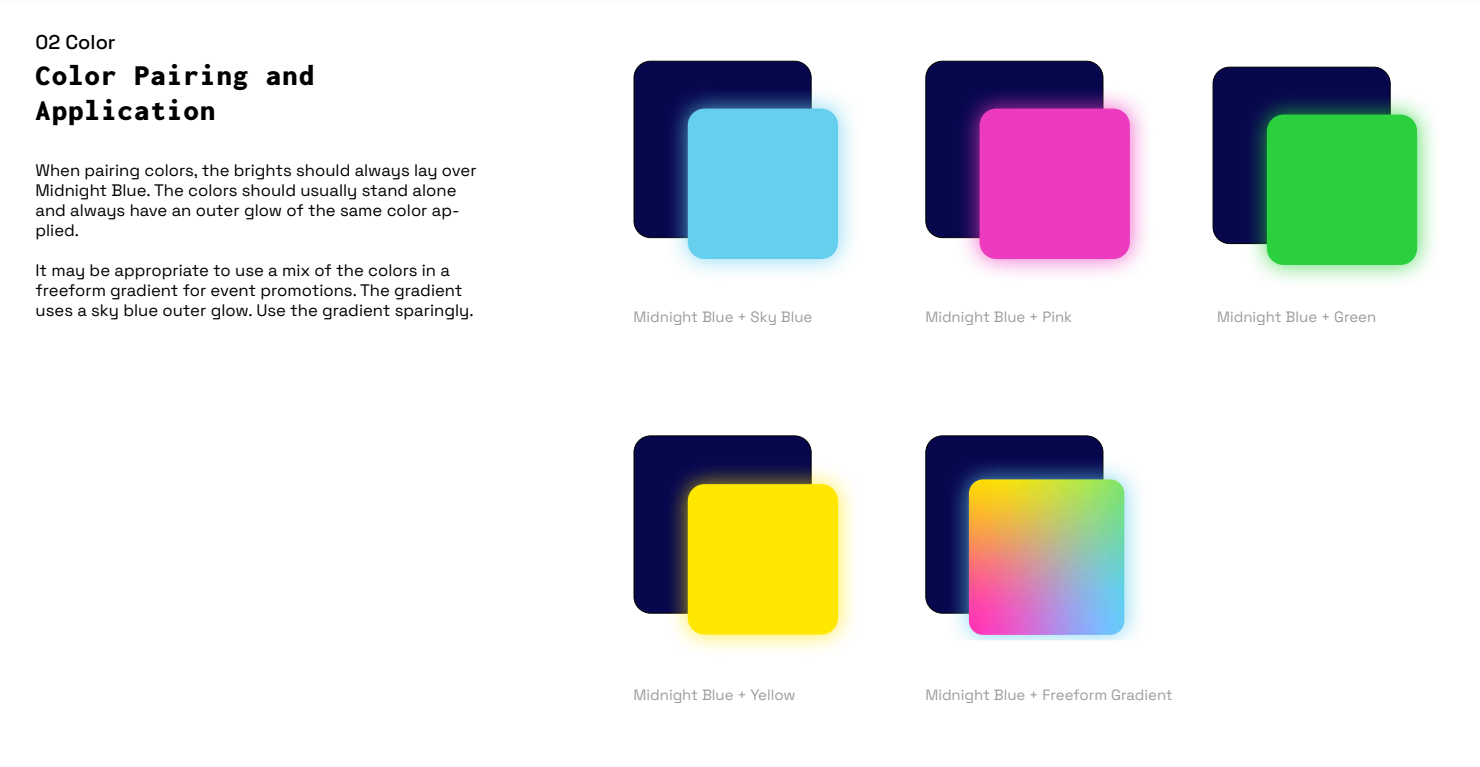 02 Color
Color Pairing and
Application
When pairing colors, the brights should always lay over
Midnight Blue. The colors should usually stand alone
and always have an outer glow of the same color ap-
plied.
It may be appropriate to use a mix of the colors in a
freeform gradient for event promotions. The gradient
uses a sky blue outer glow. Use the gradient sparingly.
Midnight Blue + Sky Blue
Midnight Blue + Pink
Midnight Blue + Green
Midnight Blue + Yellow
Midnight Blue + Freeform Gradient